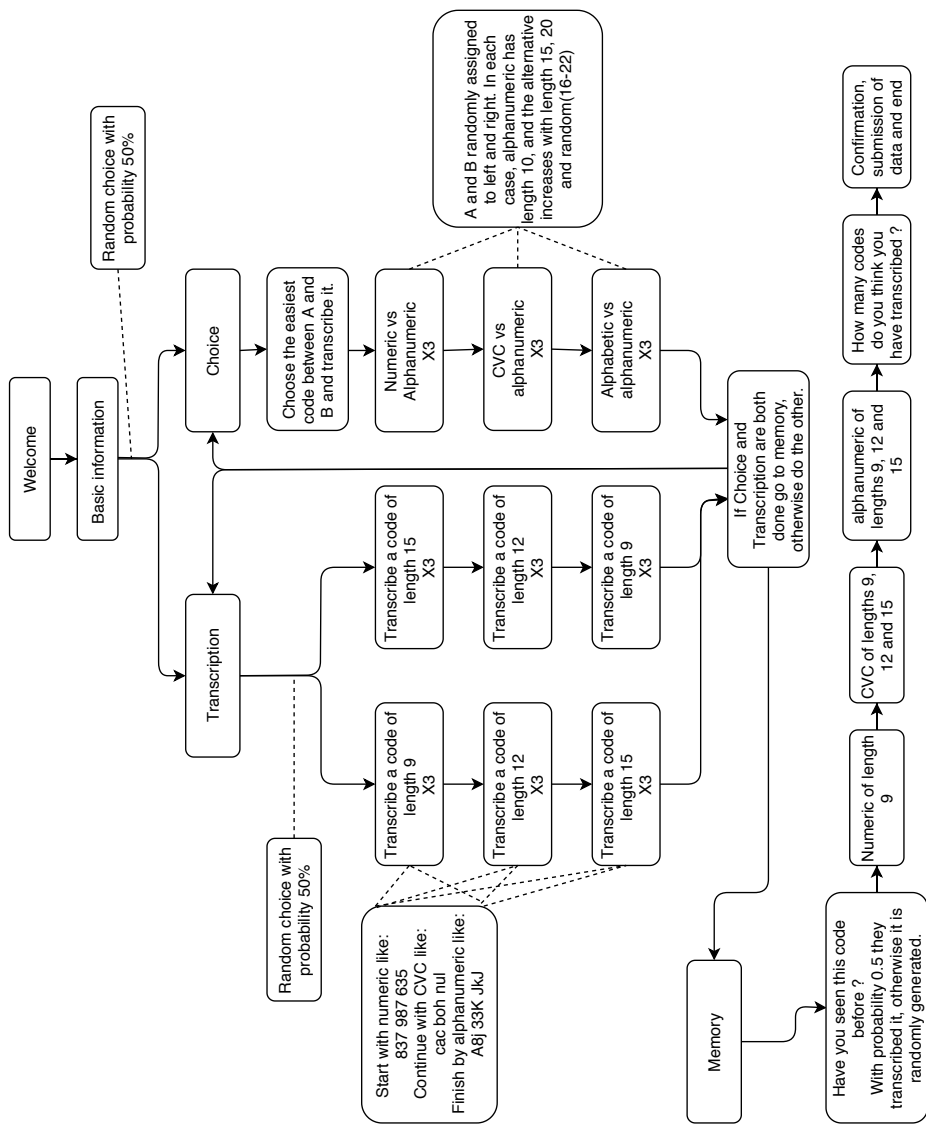 Welcome
Basic information
Random choice with
probability 50%
Transcription
Choice
Random choice with
probability 50%
Choose the easiest
code between A and
B and transcribe it.
Start with numeric like:
837 987 635
Continue with CVC like:
cac boh nul
Finish by alphanumeric like:
A8j 33K JkJ
Transcribe a code of
length 9
X3
Transcribe a code of
length 12
X3
Transcribe a code of
length 15
X3
Transcribe a code of
length 15
X3
Transcribe a code of
length 12
X3
Transcribe a code of
length 9
X3
Numeric vs
Alphanumeric
X3
CVC vs
alphanumeric
X3
Alphabetic vs
alphanumeric
X3
A and B randomly assigned
to left and right. In each
case, alphanumeric has
length 10, and the alternative
increases with length 15, 20
and random(16-22)
If Choice and
Transcription are both
done go to memory,
otherwise do the other.
Memory
Have you seen this code
before ?
With probability 0.5 they
transcribed it, otherwise it is
randomly generated.
Numeric of length
9
CVC of lengths 9,
12 and 15
alphanumeric of
lengths 9, 12 and
15
How many codes
do you think you
have transcribed ?
Confirmation,
submission of
data and end